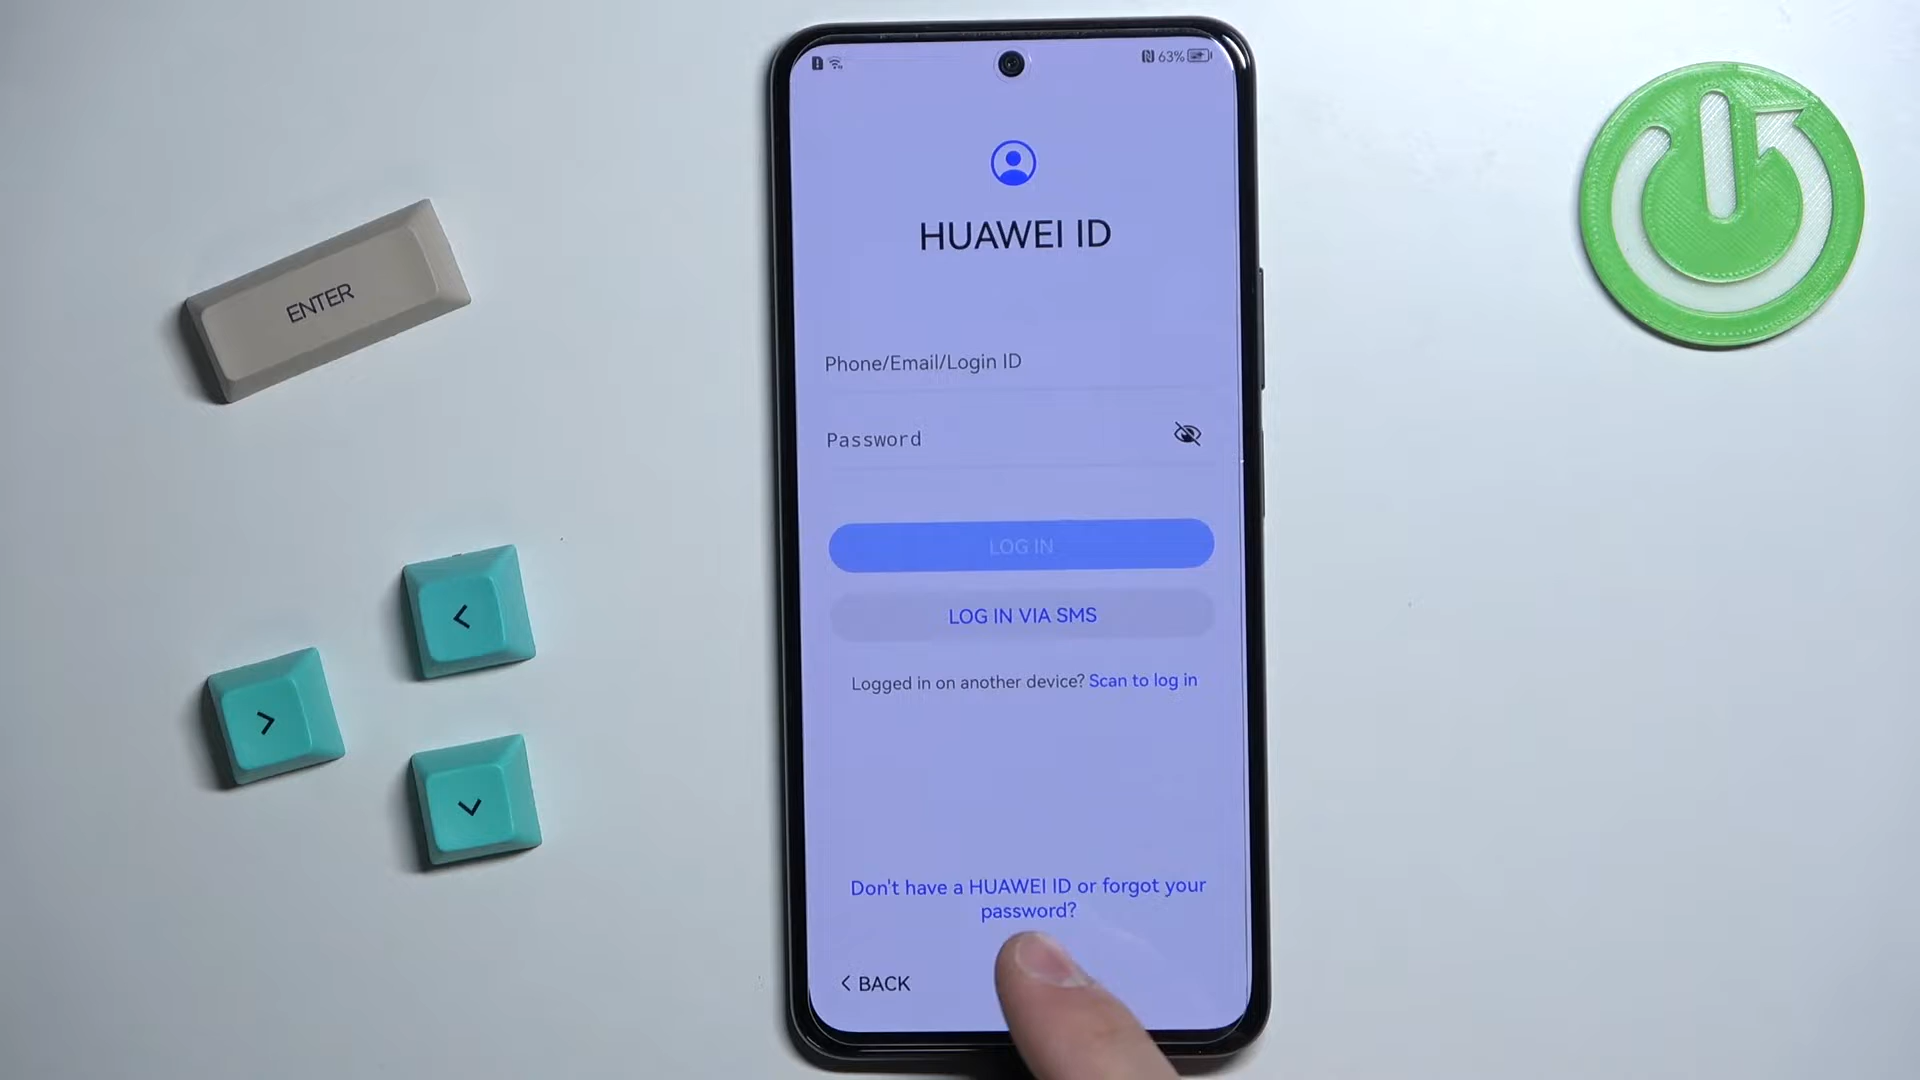 63%
HUAWEI ID
Phone/Email/Login ID
Password
LOG IN
LOG IN VIA SMS
Logged in on another device? Scan to log in
Don't have a HUAWEI ID or forgot your
password?
< BACK
ENTER
<
>